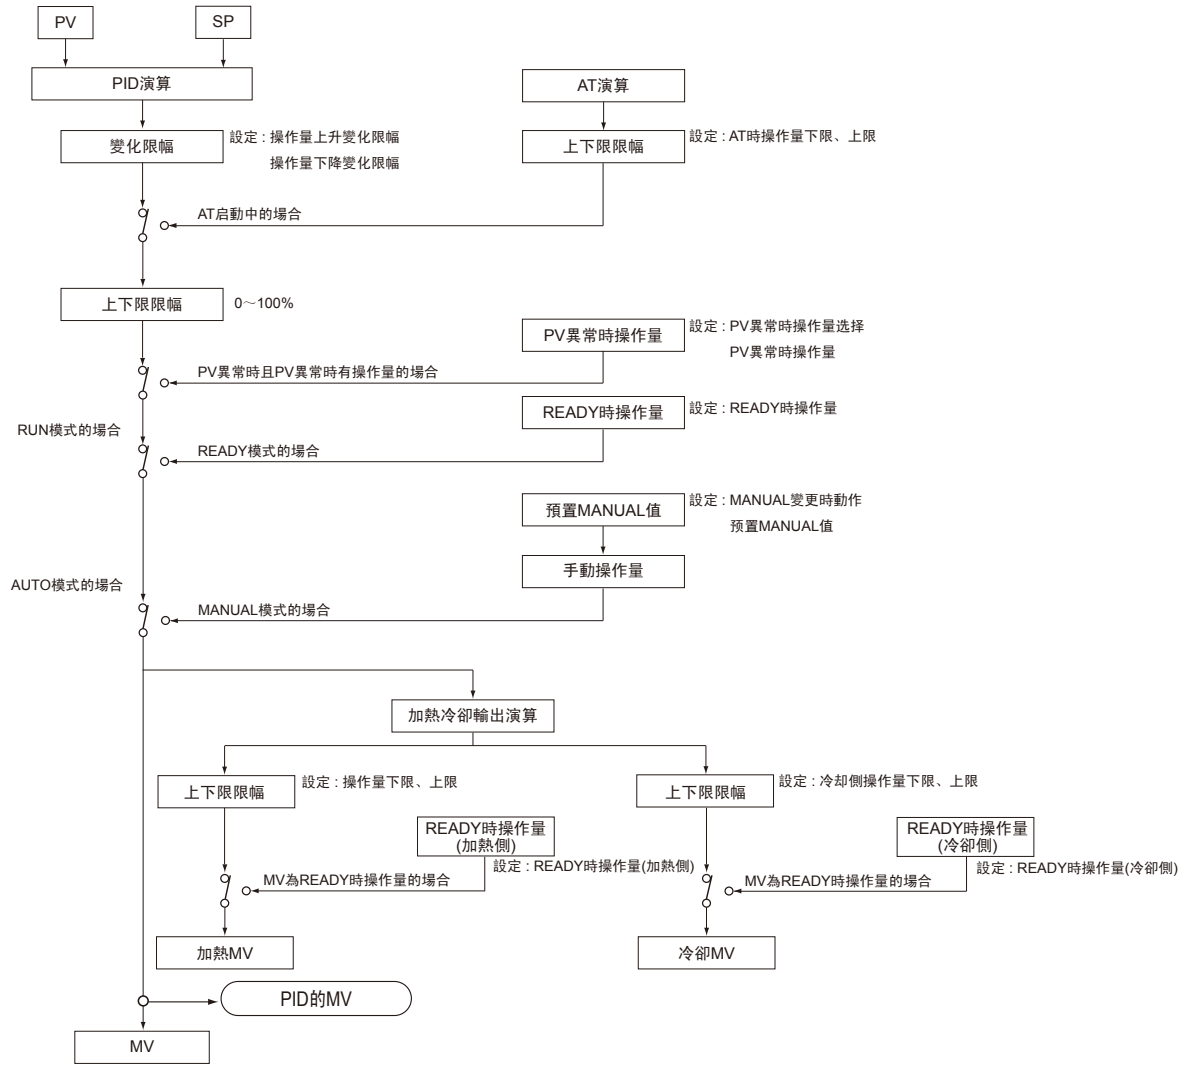 PV
SP
PID演算
AT演算
變化限幅
設定 : 操作量上升變化限幅
操作量下降變化限幅
上下限限幅
設定 : AT時操作量下限、上限
AT启動中的場合
上下限限幅
0～100%
PV異常時操作量
設定 : PV異常時操作量选择
PV異常時操作量
PV異常時且PV異常時有操作量的場合
READY時操作量
設定 : READY時操作量
RUN模式的場合
READY模式的場合
預置MANUAL值
設定 : MANUAL變更時動作
预置MANUAL值
手動操作量
AUTO模式的場合
MANUAL模式的場合
加熱冷卻輸出演算
上下限限幅
設定 : 操作量下限、上限
上下限限幅
設定 : 冷却側操作量下限、上限
READY時操作量
(加熱側)
設定 : READY時操作量(加熱側)
MV為READY時操作量的場合
READY時操作量
(冷卻側)
設定 : READY時操作量(冷卻側)
MV為READY時操作量的場合
加熱MV
冷卻MV
PID的MV
MV